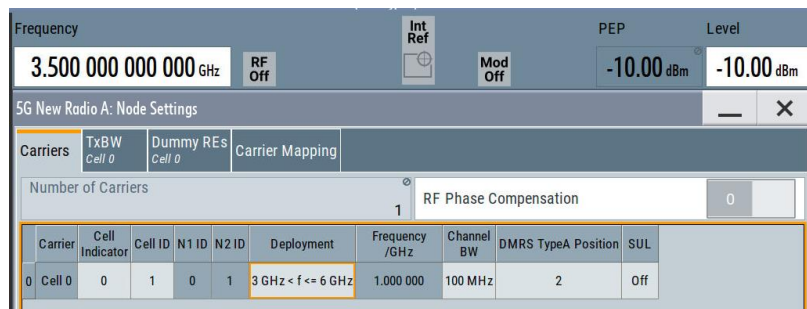 Frequency
Int
Ref
PEP
Level
3.500 000 000 000 GHz
RF
Off
Mod
Off
-10.00 dBm
-10.00 dBm
5G New Radio A: Node Settings
Carriers
TxBW
Cell 0
Dummy REs
Cell 0
Carrier Mapping
Number of Carriers
1
RF Phase Compensation
0
Carrier Cell Indicator Cell ID N1 ID N2 ID Deployment Frequency /GHz Channel BW DMRS TypeA Position SUL
0 Cell 0 0 1 0 1 3 GHz < f <= 6 GHz 1.000 000 100 MHz 2 Off